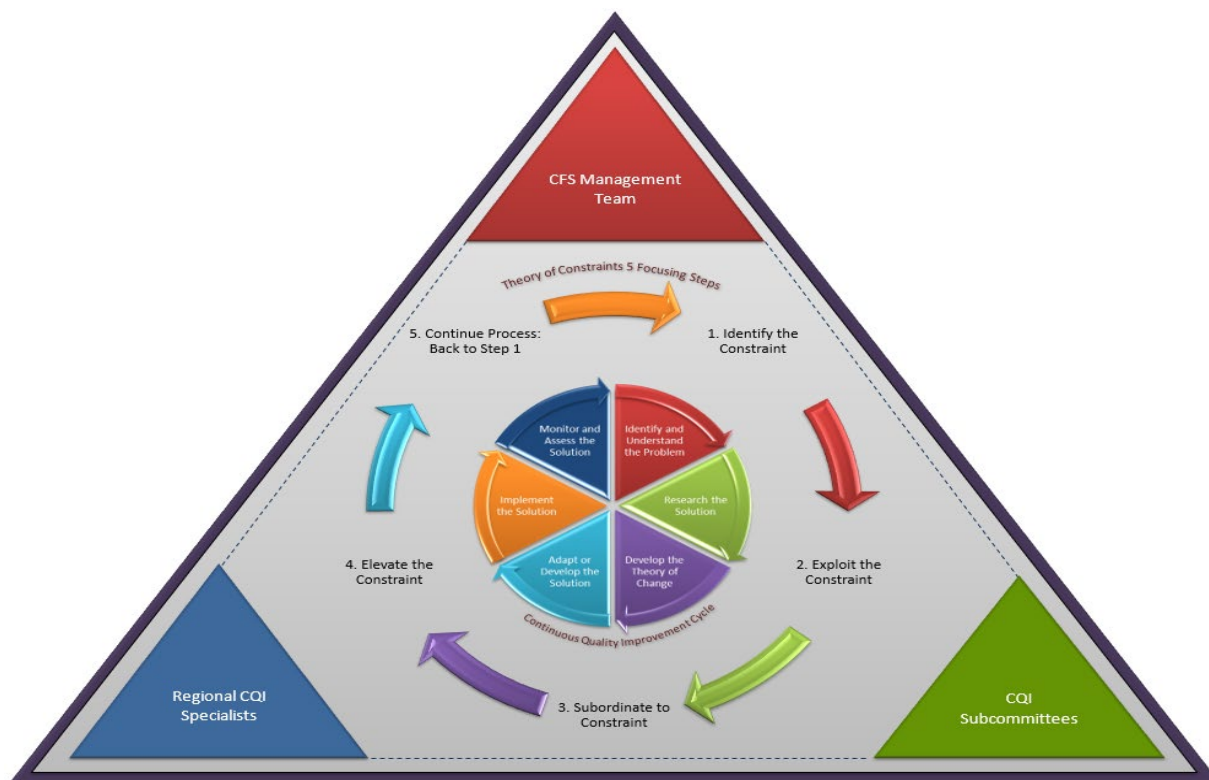 CFS Management
Team
Theory of Constraints 5 Focusing Steps
5. Continue Process:
Back to Step 1
1. Identify the
Constraint
Monitor and
Assess the
Solution
Identify and
Understand
the Problem
Implement
the Solution
Research the
Solution
Adapt or
Develop the
Solution
Develop the
Theory of
Change
Continuous Quality Improvement Cycle
4. Elevate the
Constraint
2. Exploit the
Constraint
3. Subordinate to
Constraint
Regional CQI
Specialists
CQI
Subcommittees